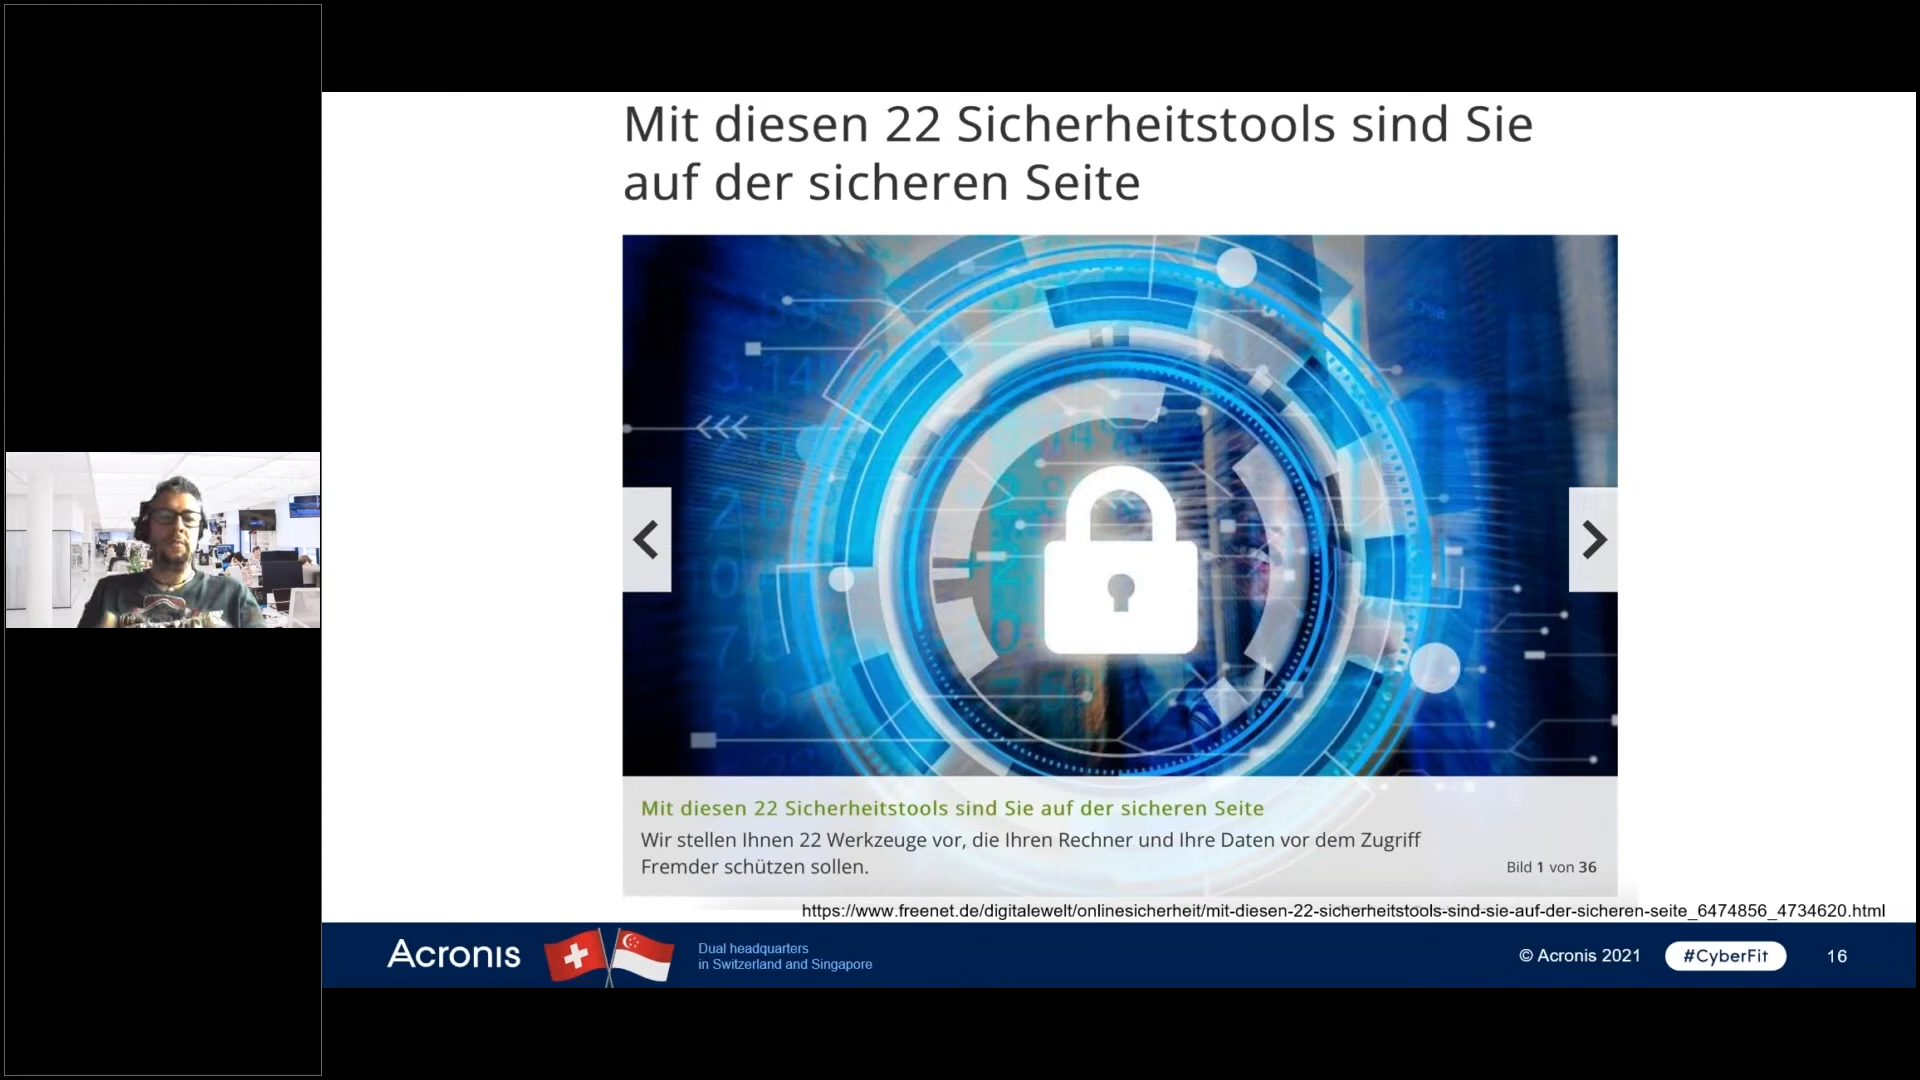 Mit diesen 22 Sicherheitstools sind Sie
auf der sicheren Seite
Mit diesen 22 Sicherheitstools sind Sie auf der sicheren Seite
Wir stellen Ihnen 22 Werkzeuge vor, die Ihren Rechner und Ihre Daten vor dem Zugriff
Fremder schützen sollen.
Bild 1 von 36
https://www.freenet.de/digitalewelt/onlinesicherheit/mit-diesen-22-sicherheitstools-sind-sie-auf-der-sicheren-seite_6474856_4734620.html
Acronis
Dual headquarters
in Switzerland and Singapore
© Acronis 2021
#CyberFit
16